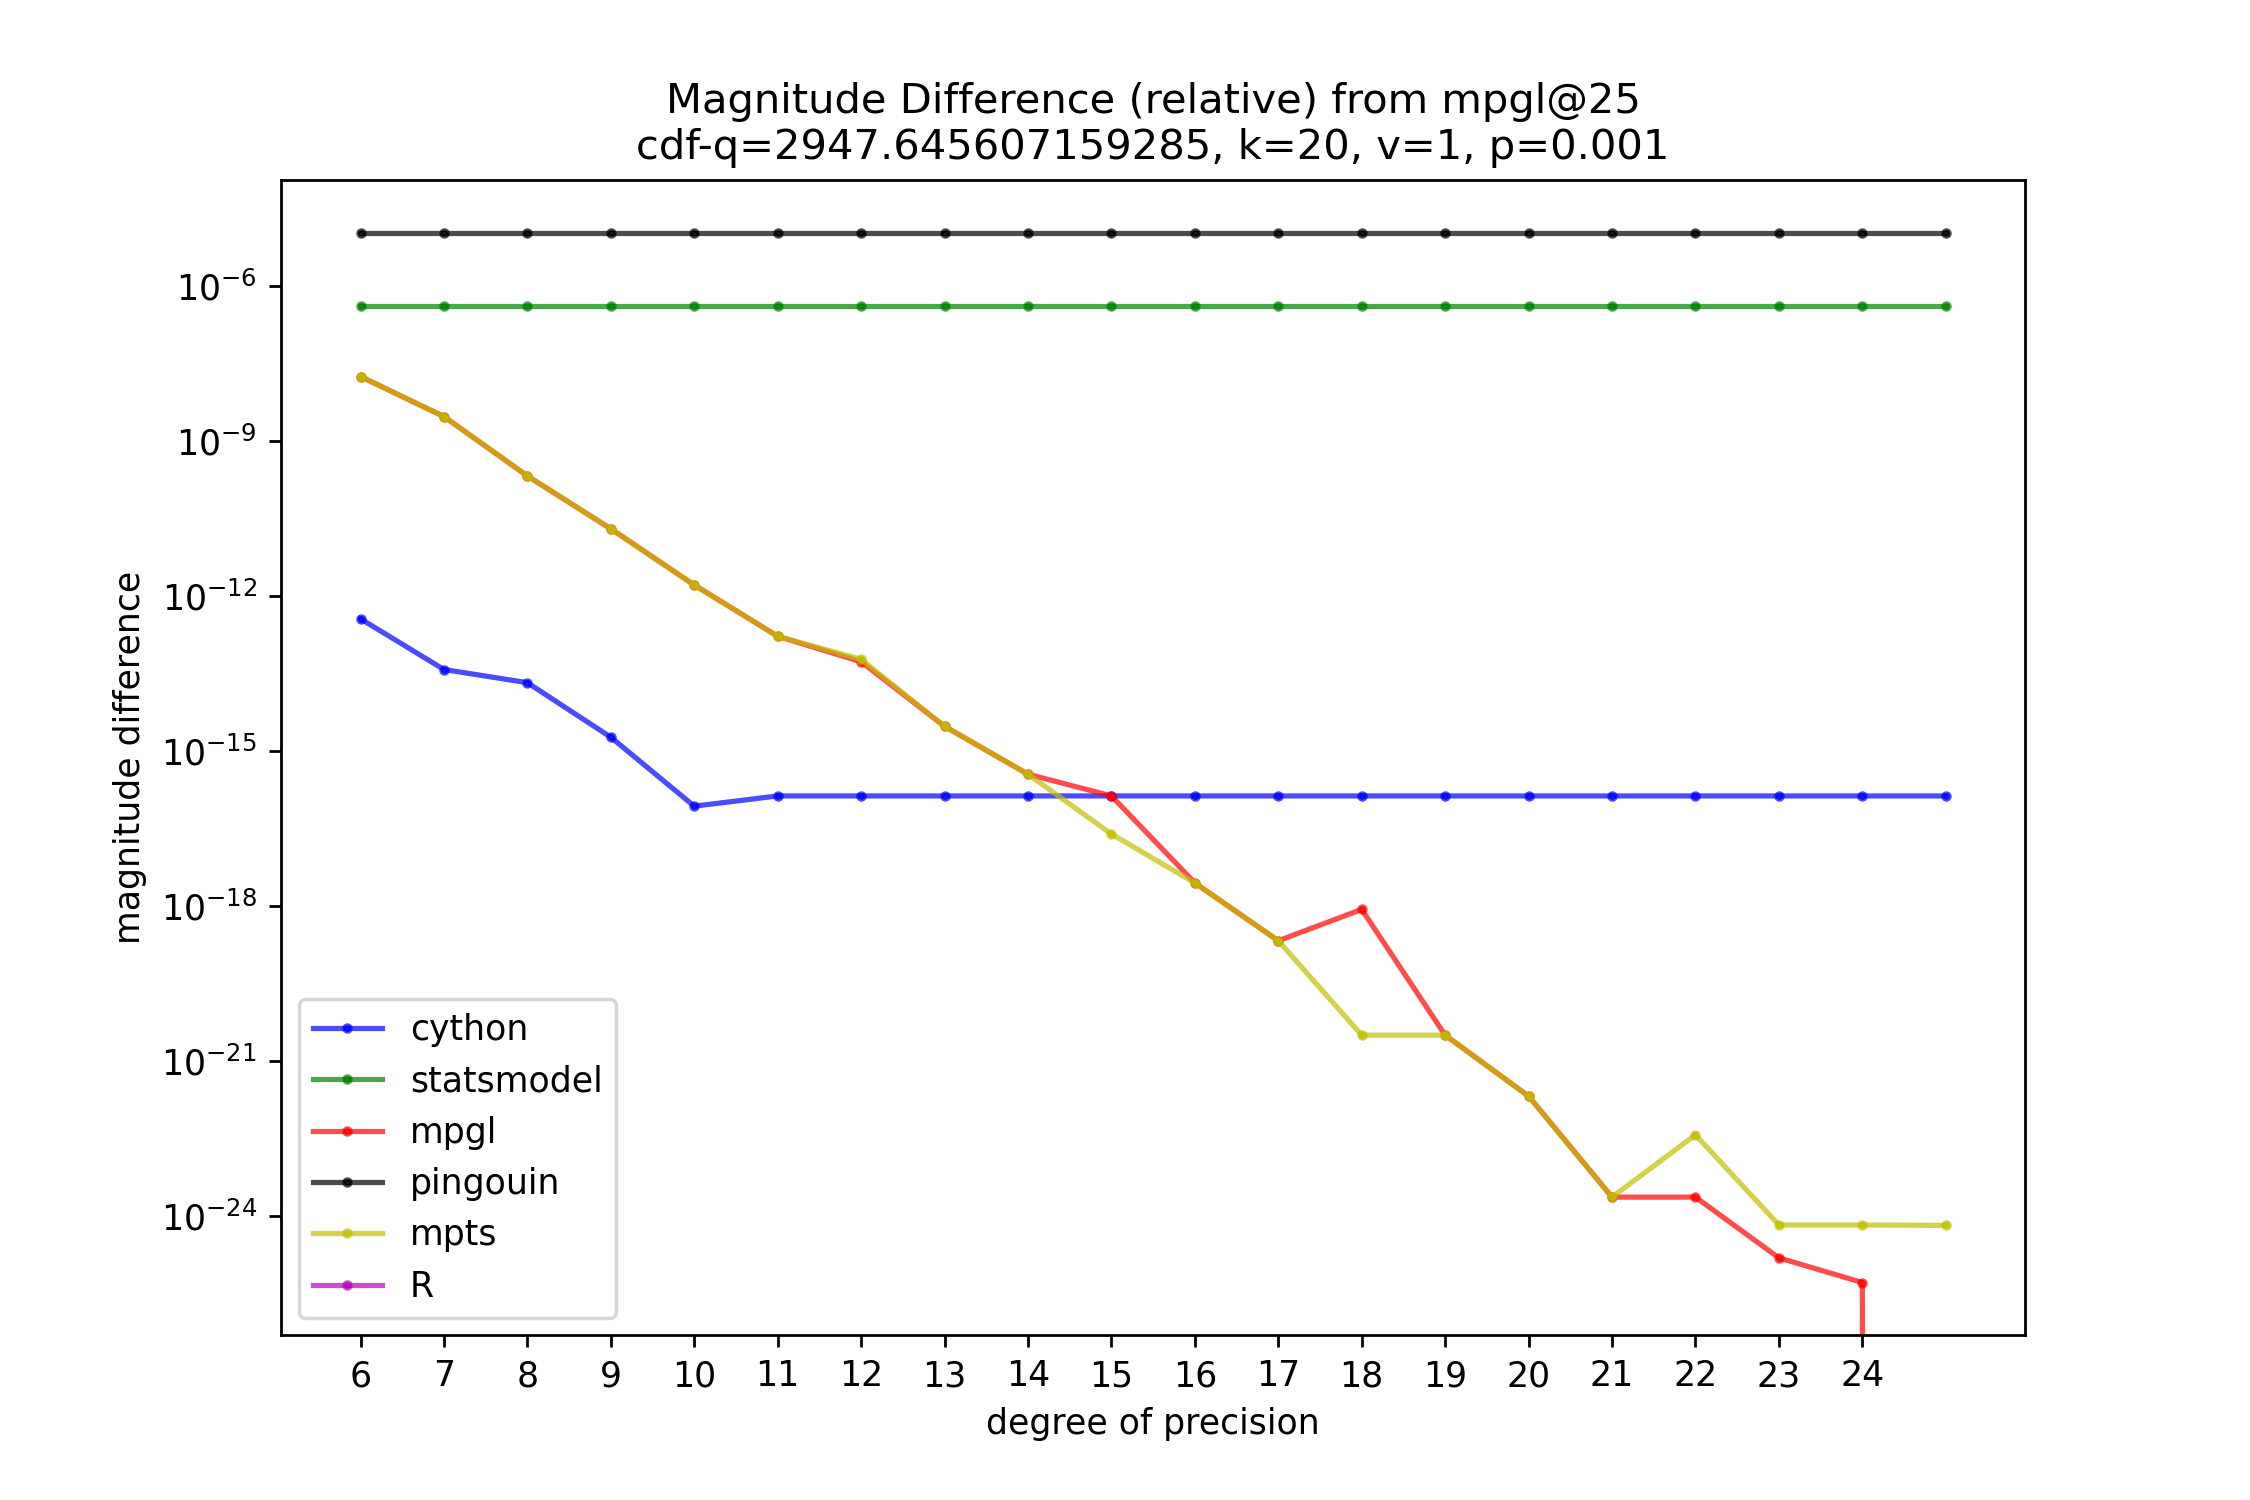 Magnitude Difference (relative) from mpgl@25
cdf-q=2947.645607159285, k=20, v=1, p=0.001
magnitude difference
10⁻⁶
10⁻⁹
10⁻¹²
10⁻¹⁵
10⁻¹⁸
10⁻²¹
10⁻²⁴
cython
statsmodel
mpgl
pingouin
mpts
R
6 7 8 9 10 11 12 13 14 15 16 17 18 19 20 21 22 23 24
degree of precision